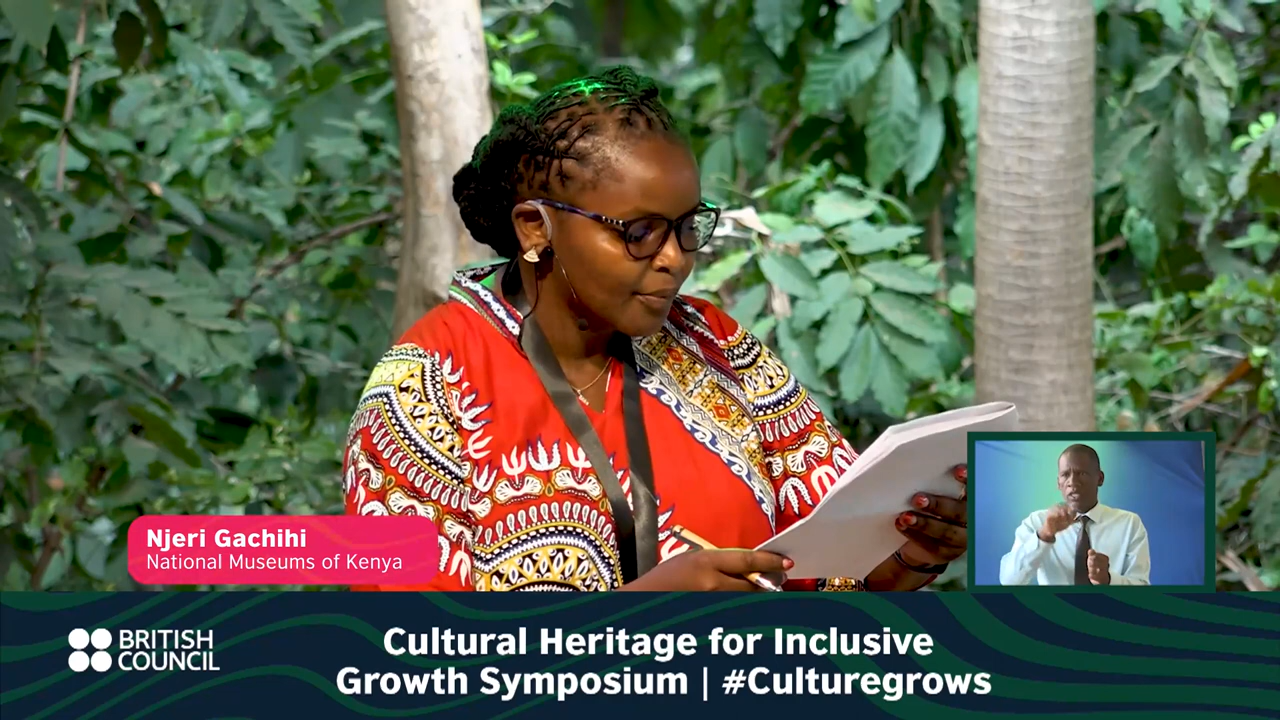 Njeri Gachihi
National Museums of Kenya
BRITISH
COUNCIL
Cultural Heritage for Inclusive
Growth Symposium | #Culturegrows